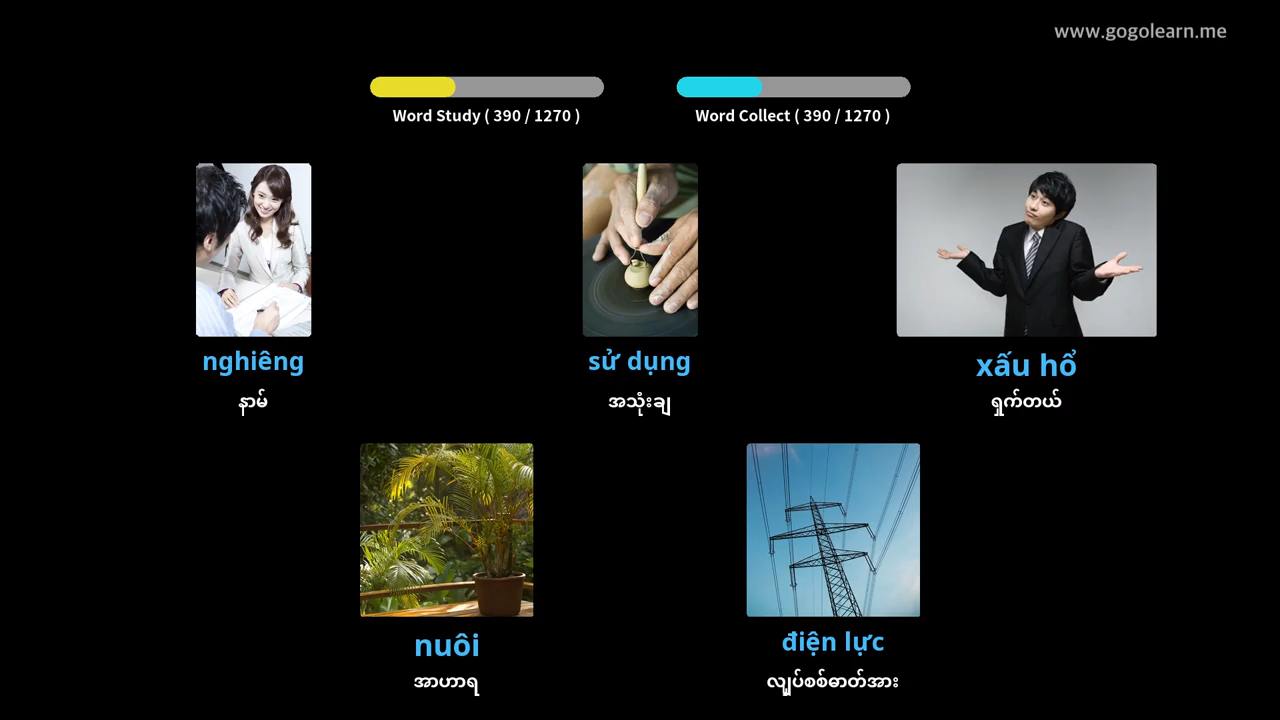 www.gogolearn.me
Word Study ( 390 / 1270 )
Word Collect ( 390 / 1270 )
nghiêng
နာမ်
sử dụng
အသုံးချ
xấu hổ
ရှက်တယ်
nuôi
အာဟာရ
điện lực
လျှပ်စစ်ဓာတ်အား